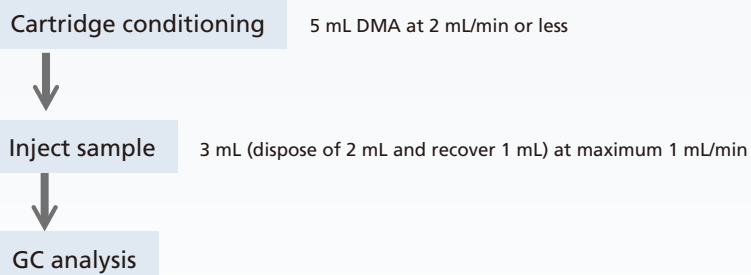 Cartridge conditioning 5 mL DMA at 2 mL/min or less
Inject sample 3 mL (dispose of 2 mL and recover 1 mL) at maximum 1 mL/min
GC analysis